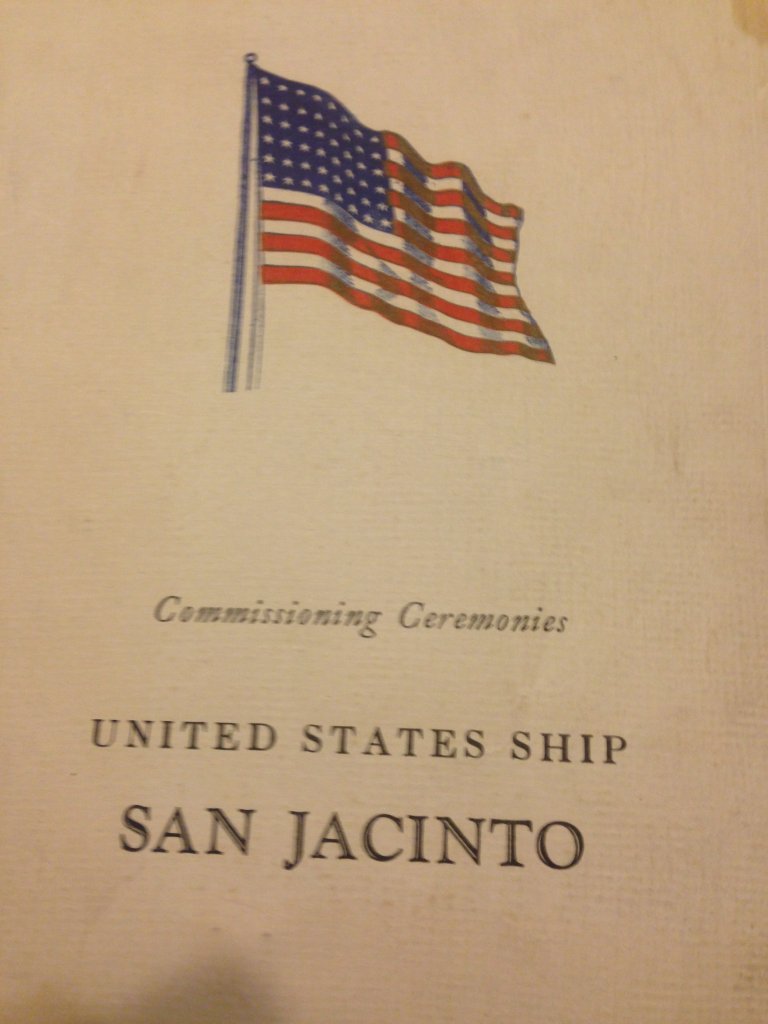 Commissioning Ceremonies
UNITED STATES SHIP
SAN JACINTO